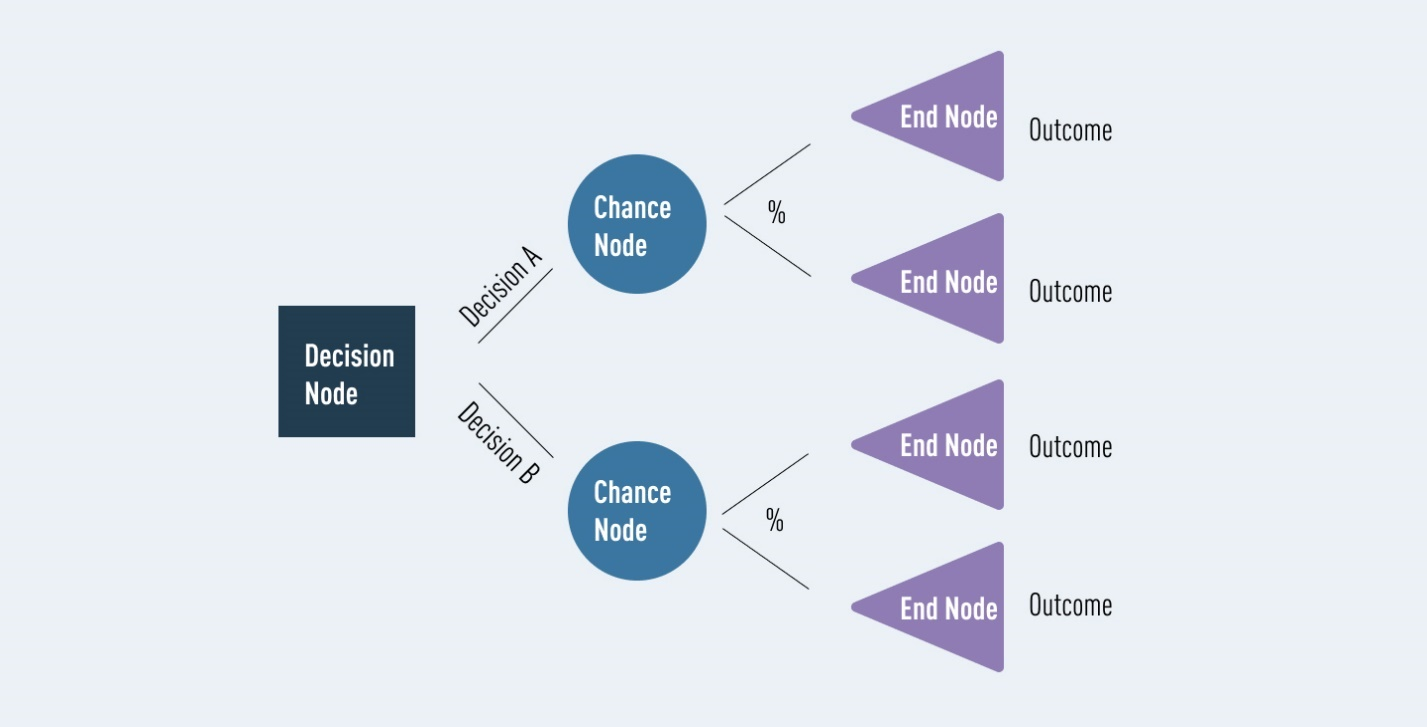 Decision
Node
Decision A
Decision B
Chance
Node
%
Chance
Node
%
End Node
Outcome
End Node
Outcome
End Node
Outcome
End Node
Outcome